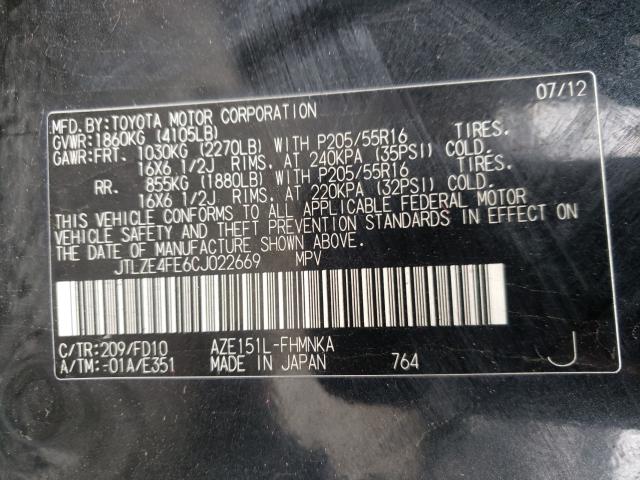 07/12
MFD.BY:TOYOTA MOTOR CORPORATION
GVWR:1860KG (4105LB)
GAWR:FRT. 1030KG (2270LB) WITH P205/55R16 TIRES.
16X6 1/2J RIMS. AT 240KPA (35PSI) COLD.
RR. 855KG (1880LB) WITH P205/55R16 TIRES.
16X6 1/2J RIMS. AT 220KPA (32PSI) COLD.
THIS VEHICLE CONFORMS TO ALL APPLICABLE FEDERAL MOTOR
VEHICLE SAFETY AND THEFT PREVENTION STANDARDS IN EFFECT ON
THE DATE OF MANUFACTURE SHOWN ABOVE.
JTLZE4FE6CJ022669 MPV
C/TR:209/FD10 AZE151L-FHMNKA
A/TM:-01A/E351 MADE IN JAPAN 764 J